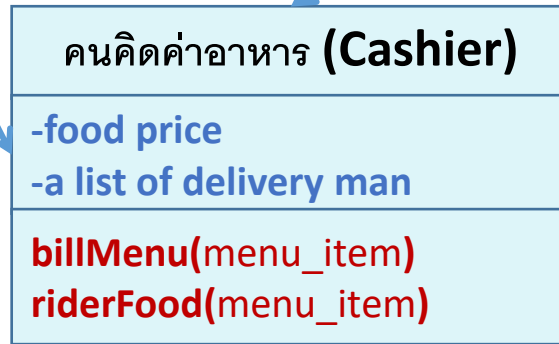 คนคิดค่าอาหาร (Cashier)
-food price
-a list of delivery man
billMenu(menu_item)
riderFood(menu_item)